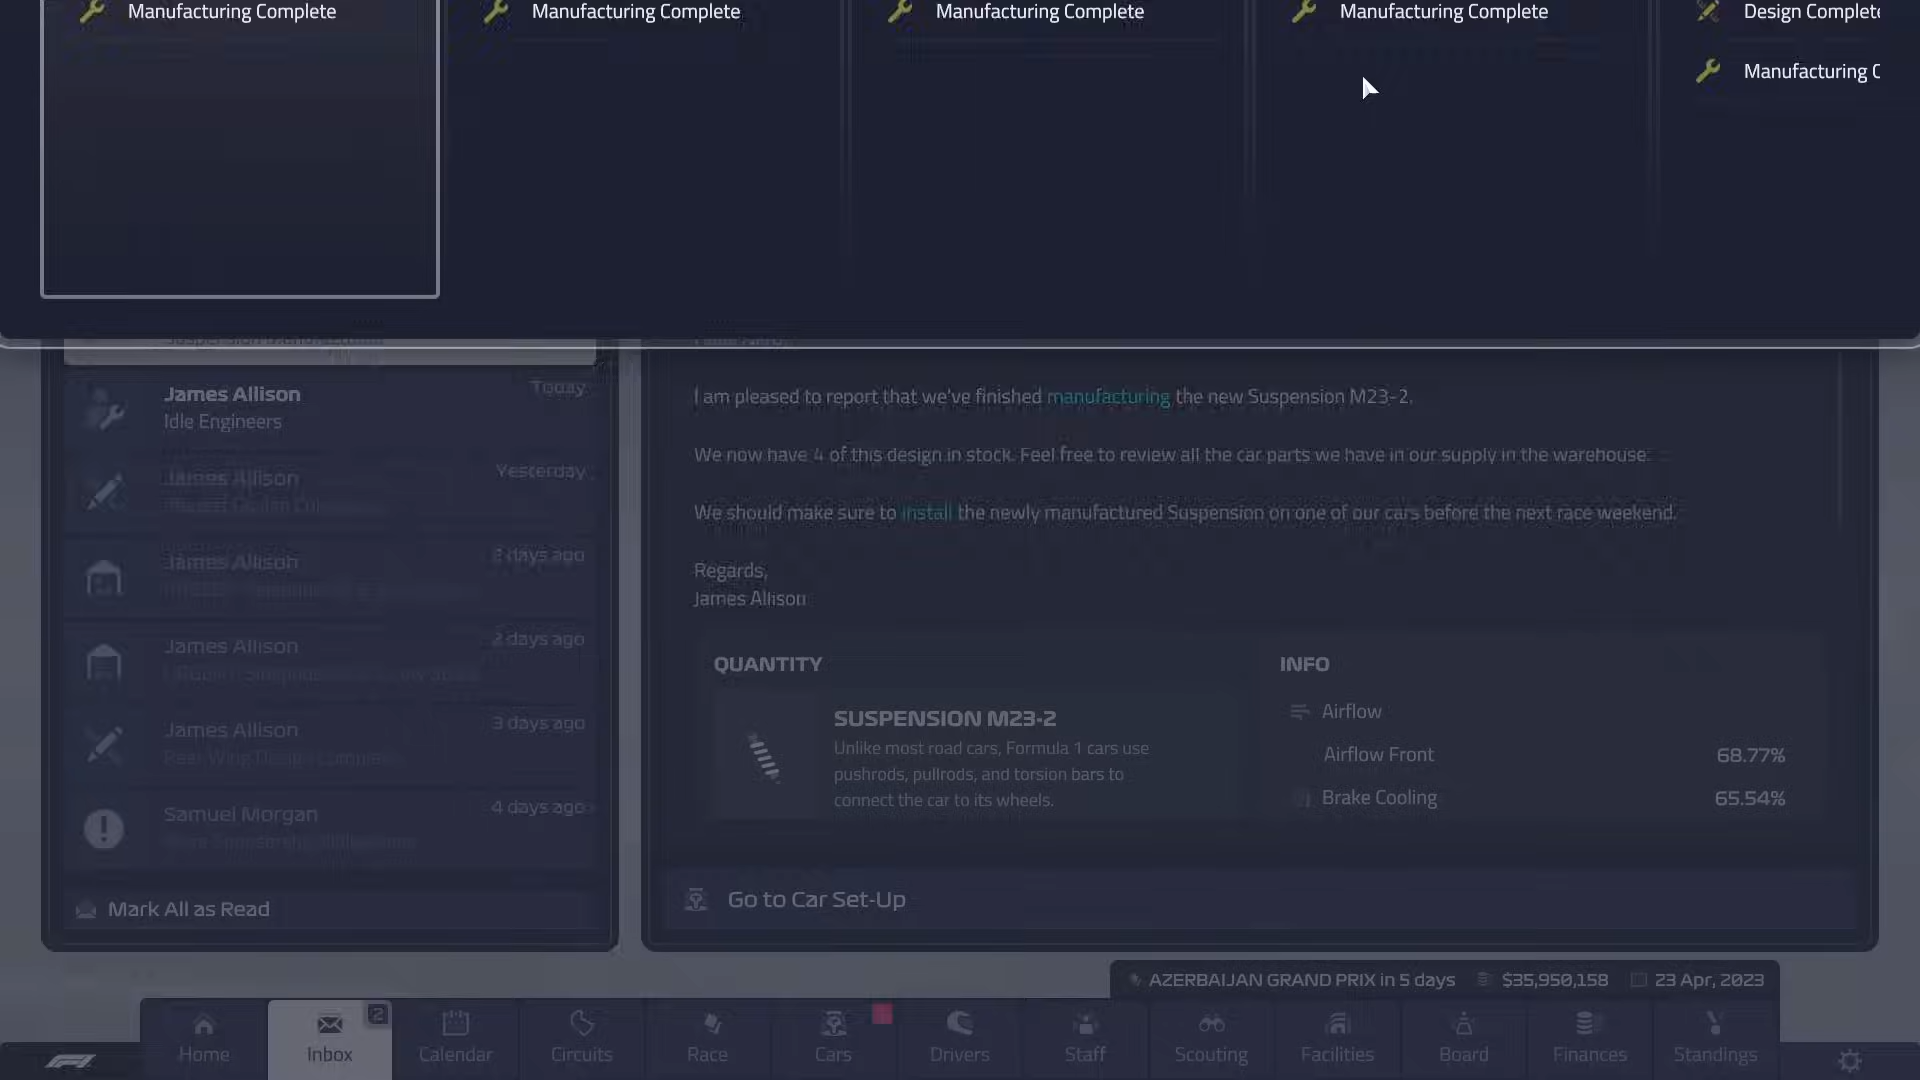 Manufacturing Complete
Manufacturing Complete
Manufacturing Complete
Manufacturing Complete
Design Complete
Manufacturing C
James Allison
Today
Idle Engineers
James Allison
Yesterday
James Allison
2 days ago
James Allison
2 days ago
James Allison
3 days ago
Rear Wing Design Complete
Samuel Morgan
4 days ago
Mark All as Read
I am pleased to report that we've finished manufacturing the new Suspension M23-2.
We now have 4 of this design in stock. Feel free to review all the car parts we have in our supply in the warehouse.
We should make sure to install the newly manufactured Suspension on one of our cars before the next race weekend.
Regards,
James Allison
QUANTITY
SUSPENSION M23-2
Unlike most road cars, Formula 1 cars use
pushrods, pullrods, and torsion bars to
connect the car to its wheels.
INFO
Airflow
Airflow Front 68.77%
Brake Cooling 65.54%
Go to Car Set-Up
AZERBAIJAN GRAND PRIX in 5 days $35,950,158 23 Apr, 2023
2
Home Inbox Calendar Circuits Race Cars Drivers Staff Scouting Facilities Board Finances Standings